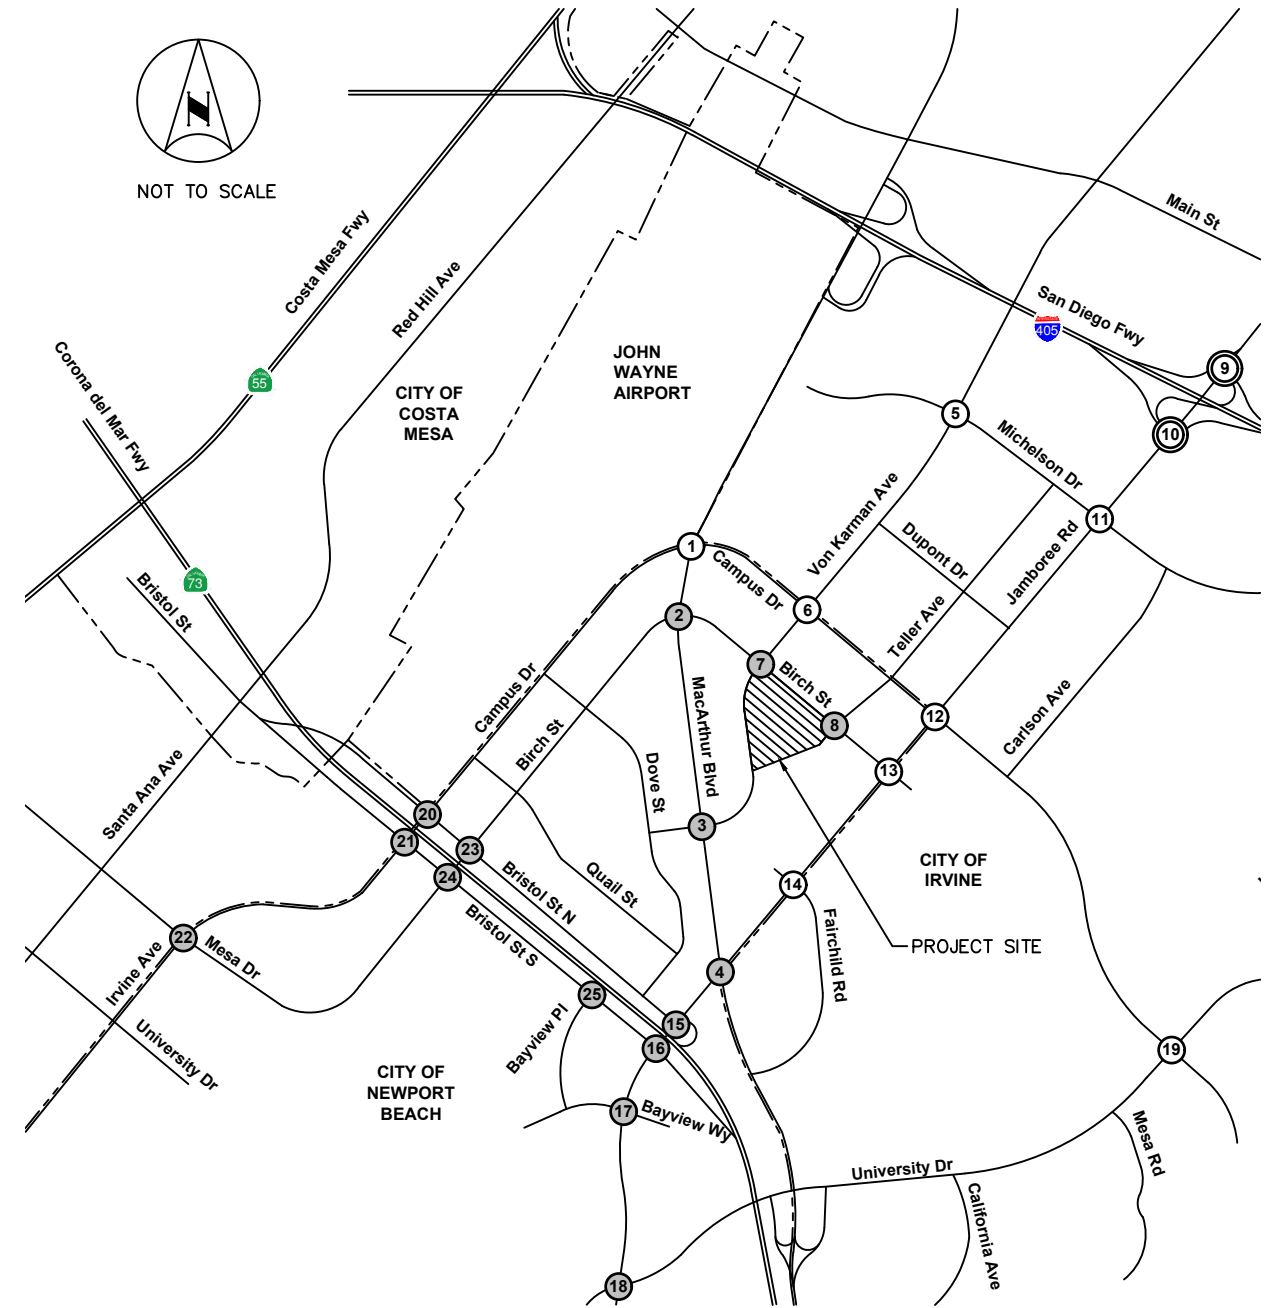 N
NOT TO SCALE
Main St
Costa Mesa Fwy
Red Hill Ave
San Diego Fwy
405
Corona del Mar Fwy
55
JOHN
WAYNE
AIRPORT
CITY OF
COSTA
MESA
9
5
10
Michelson Dr
11
Von Karman Ave
Dupont Dr
Jamboree Rd
1
Campus Dr
73
Bristol St
6
2
Teller Ave
7
Birch St
MacArthur Blvd
Campus Dr
Birch St
8
12
Carlson Ave
13
Santa Ana Ave
Dove St
20
21
3
23
24
Quail St
CITY OF
IRVINE
14
Bristol St N
Bristol St S
Fairchild Rd
PROJECT SITE
22
Mesa Dr
Irvine Ave
4
25
15
16
Bayview Pl
University Dr
19
CITY OF
NEWPORT
BEACH
17
Bayview Wy
Mesa Rd
University Dr
California Ave
18